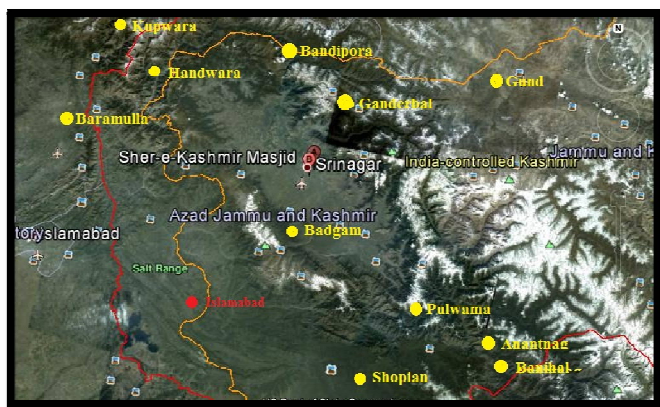 Kupwara
N
Bandipora
Handwara
Gund
Ganderbal
Baramulla
Sher-e-Kashmir Masjid
Srinagar
India-controlled Kashmir
Jammu and
Azad Jammu and Kashmir
Badgam
tory
Islamabad
Salt Range
Islamabad
Pulwama
Anantnag
Banihal
Shopian